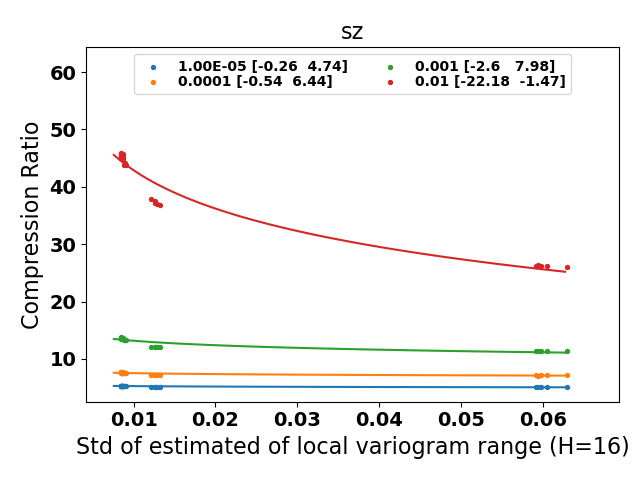 sz
1.00E-05 [-0.26  4.74]
0.0001 [-0.54  6.44]
0.001 [-2.6   7.98]
0.01 [-22.18  -1.47]
Compression Ratio
60
50
40
30
20
10
0.01 0.02 0.03 0.04 0.05 0.06
Std of estimated of local variogram range (H=16)